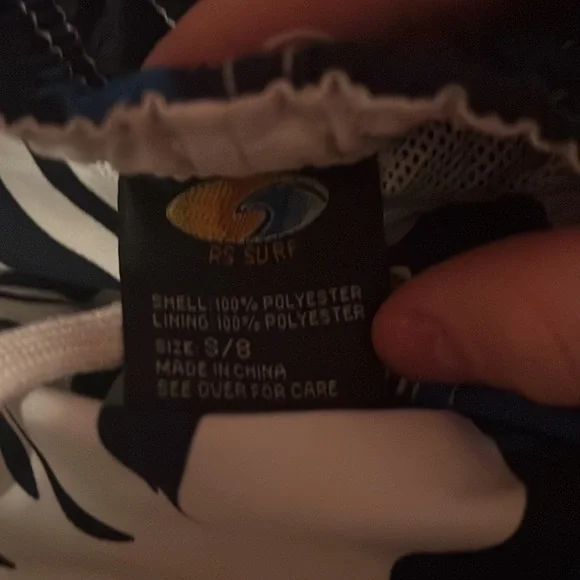 RS SURF
SHELL: 100% POLYESTER
LINING 100% POLYESTER
SIZE: S/8
MADE IN CHINA
SEE OVER FOR CARE